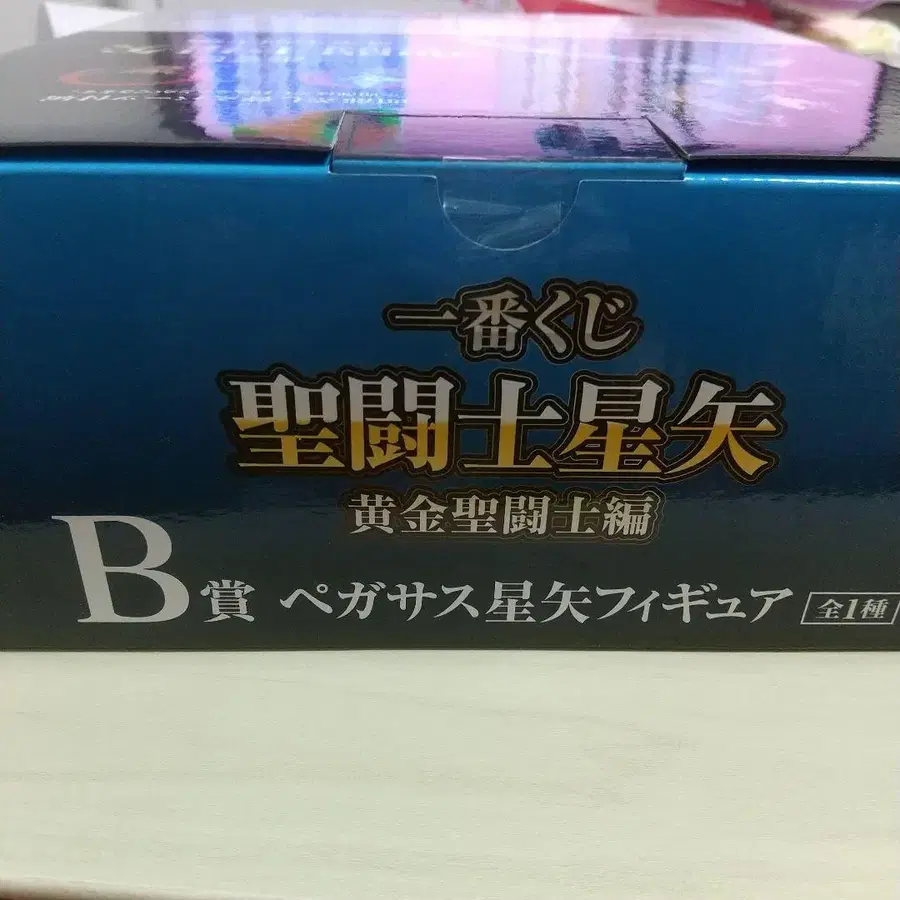 一番くじ
聖闘士星矢
黄金聖闘士編
B賞 ペガサス星矢フィギュア 全1種